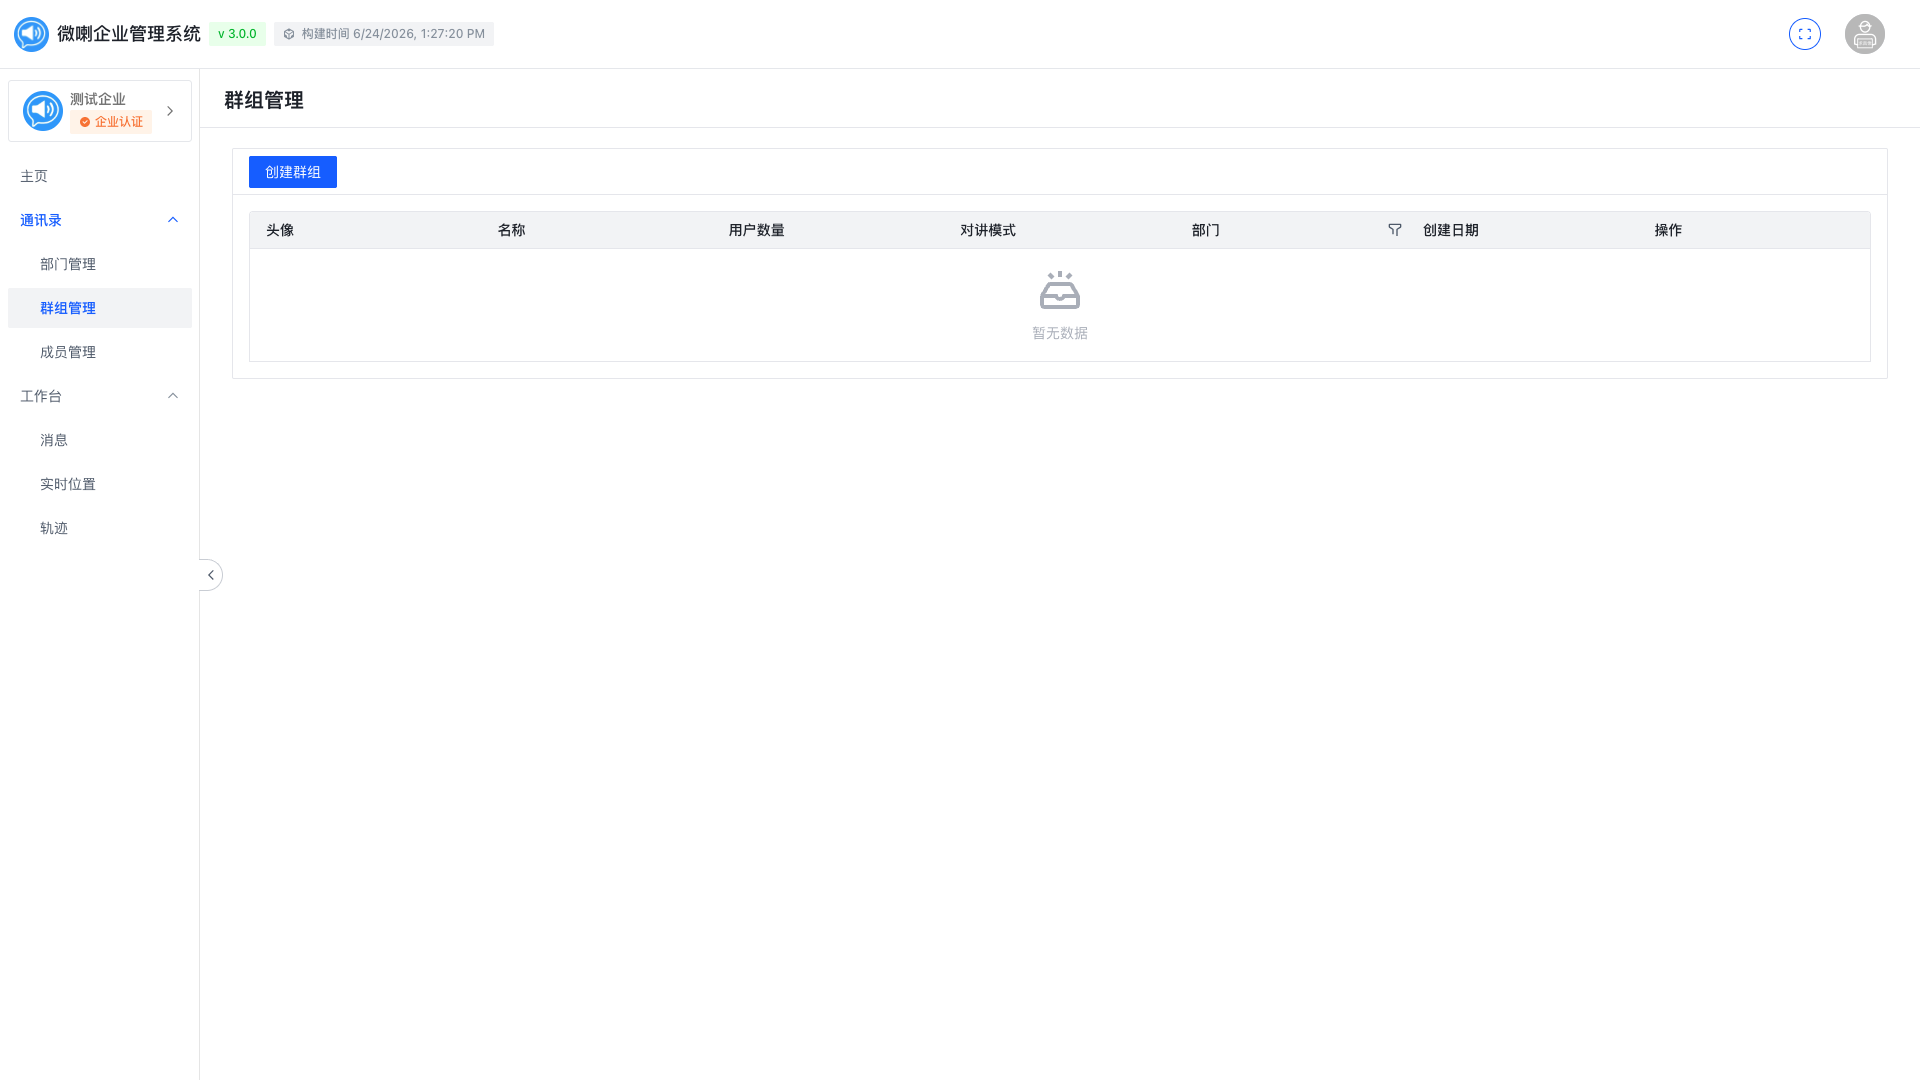 微喇企业管理系统 v 3.0.0 构建时间 6/24/2026, 1:27:20 PM
测试企业
企业认证
主页
通讯录
部门管理
群组管理
成员管理
工作台
消息
实时位置
轨迹
群组管理
创建群组
头像 名称 用户数量 对讲模式 部门 创建日期 操作
暂无数据